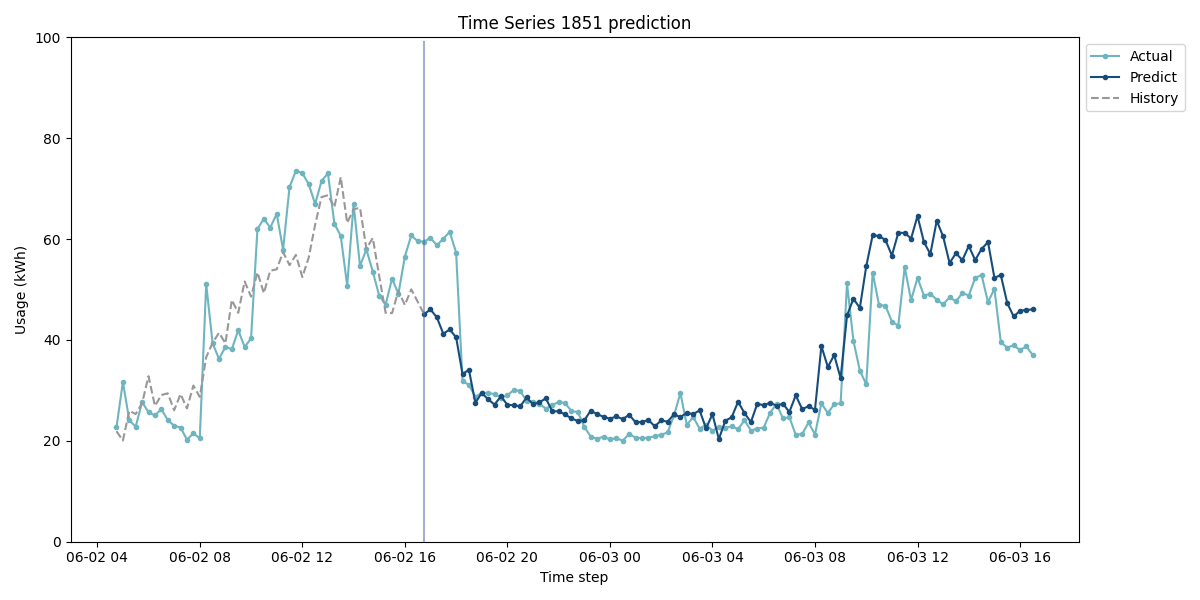 Time Series 1851 prediction
100
80
60
40
20
0
Usage (kWh)
06-02 04
06-02 08
06-02 12
06-02 16
06-02 20
06-03 00
06-03 04
06-03 08
06-03 12
06-03 16
Time step
Actual
Predict
History